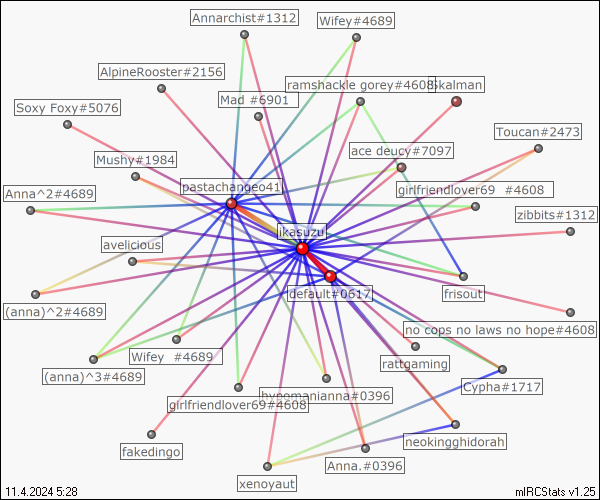 Annarchist#1312
Wifey#4689
AlpineRooster#2156
ramshackle gorey#4608
skalman
Mad #6901
Soxy Foxy#5076
Toucan#2473
ace deucy#7097
Mushy#1984
pastachangeo41
girlfriendlover69 #4608
Anna^2#4689
zibbits#1312
ikasuzu
avelicious
default#0617
frisout
(anna)^2#4689
no cops no laws no hope#4608
Wifey #4689
rattgaming
(anna)^3#4689
Cypha#1717
hypnomanianna#0396
girlfriendlover69#4608
fakedingo
neokingghidorah
Anna.#0396
xenoyaut
11.4.2024 5:28
mIRCStats v1.25